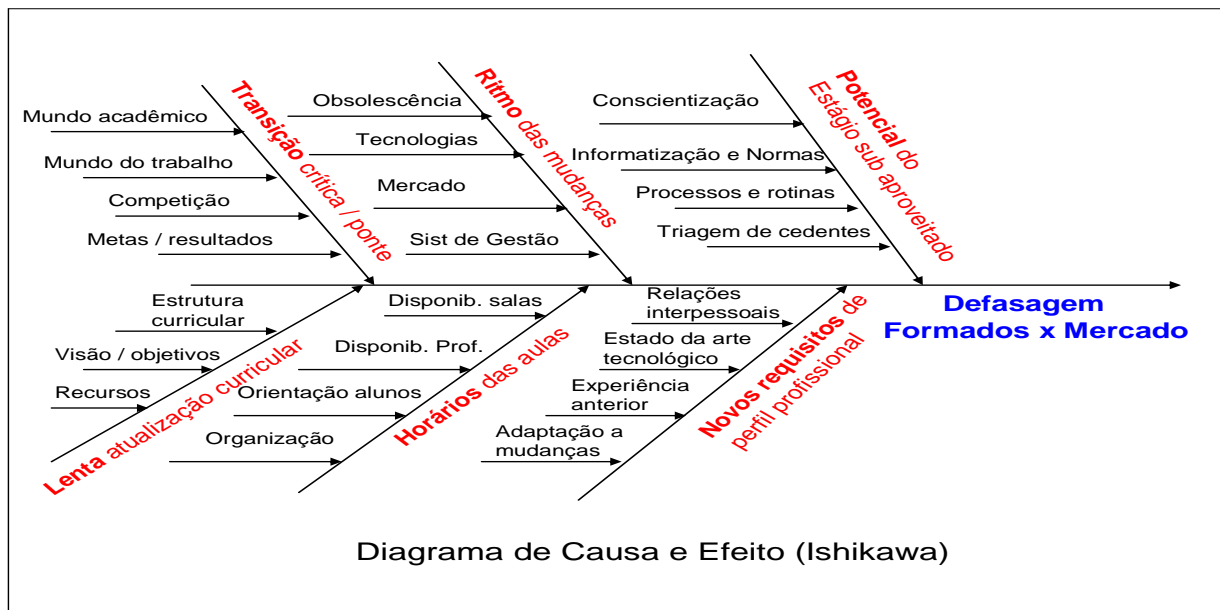 Mundo acadêmico
Mundo do trabalho
Competição
Metas / resultados
Transição crítica / ponte
Obsolescência
Tecnologias
Mercado
Sist de Gestão
Ritmo das mudanças
Conscientização
Informatização e Normas
Processos e rotinas
Triagem de cedentes
Potencial do
Estágio sub aproveitado
Estrutura
curricular
Visão / objetivos
Recursos
Lenta atualização curricular
Disponib. salas
Disponib. Prof.
Orientação alunos
Organização
Horários das aulas
Relações
interpessoais
Estado da arte
tecnológico
Experiência
anterior
Adaptação a
mudanças
Novos requisitos de
perfil profissional
Defasagem
Formados x Mercado
Diagrama de Causa e Efeito (Ishikawa)